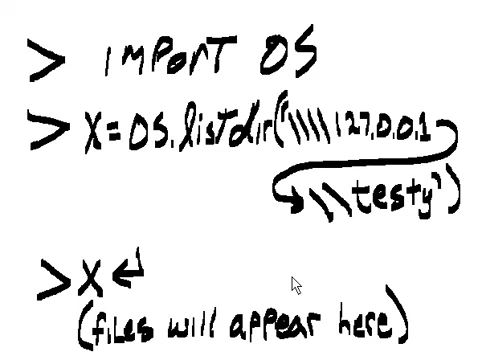 > import OS
> X=OS.listdir('\\\\127.0.0.1
\\testy')
>X↵
(files will appear here)